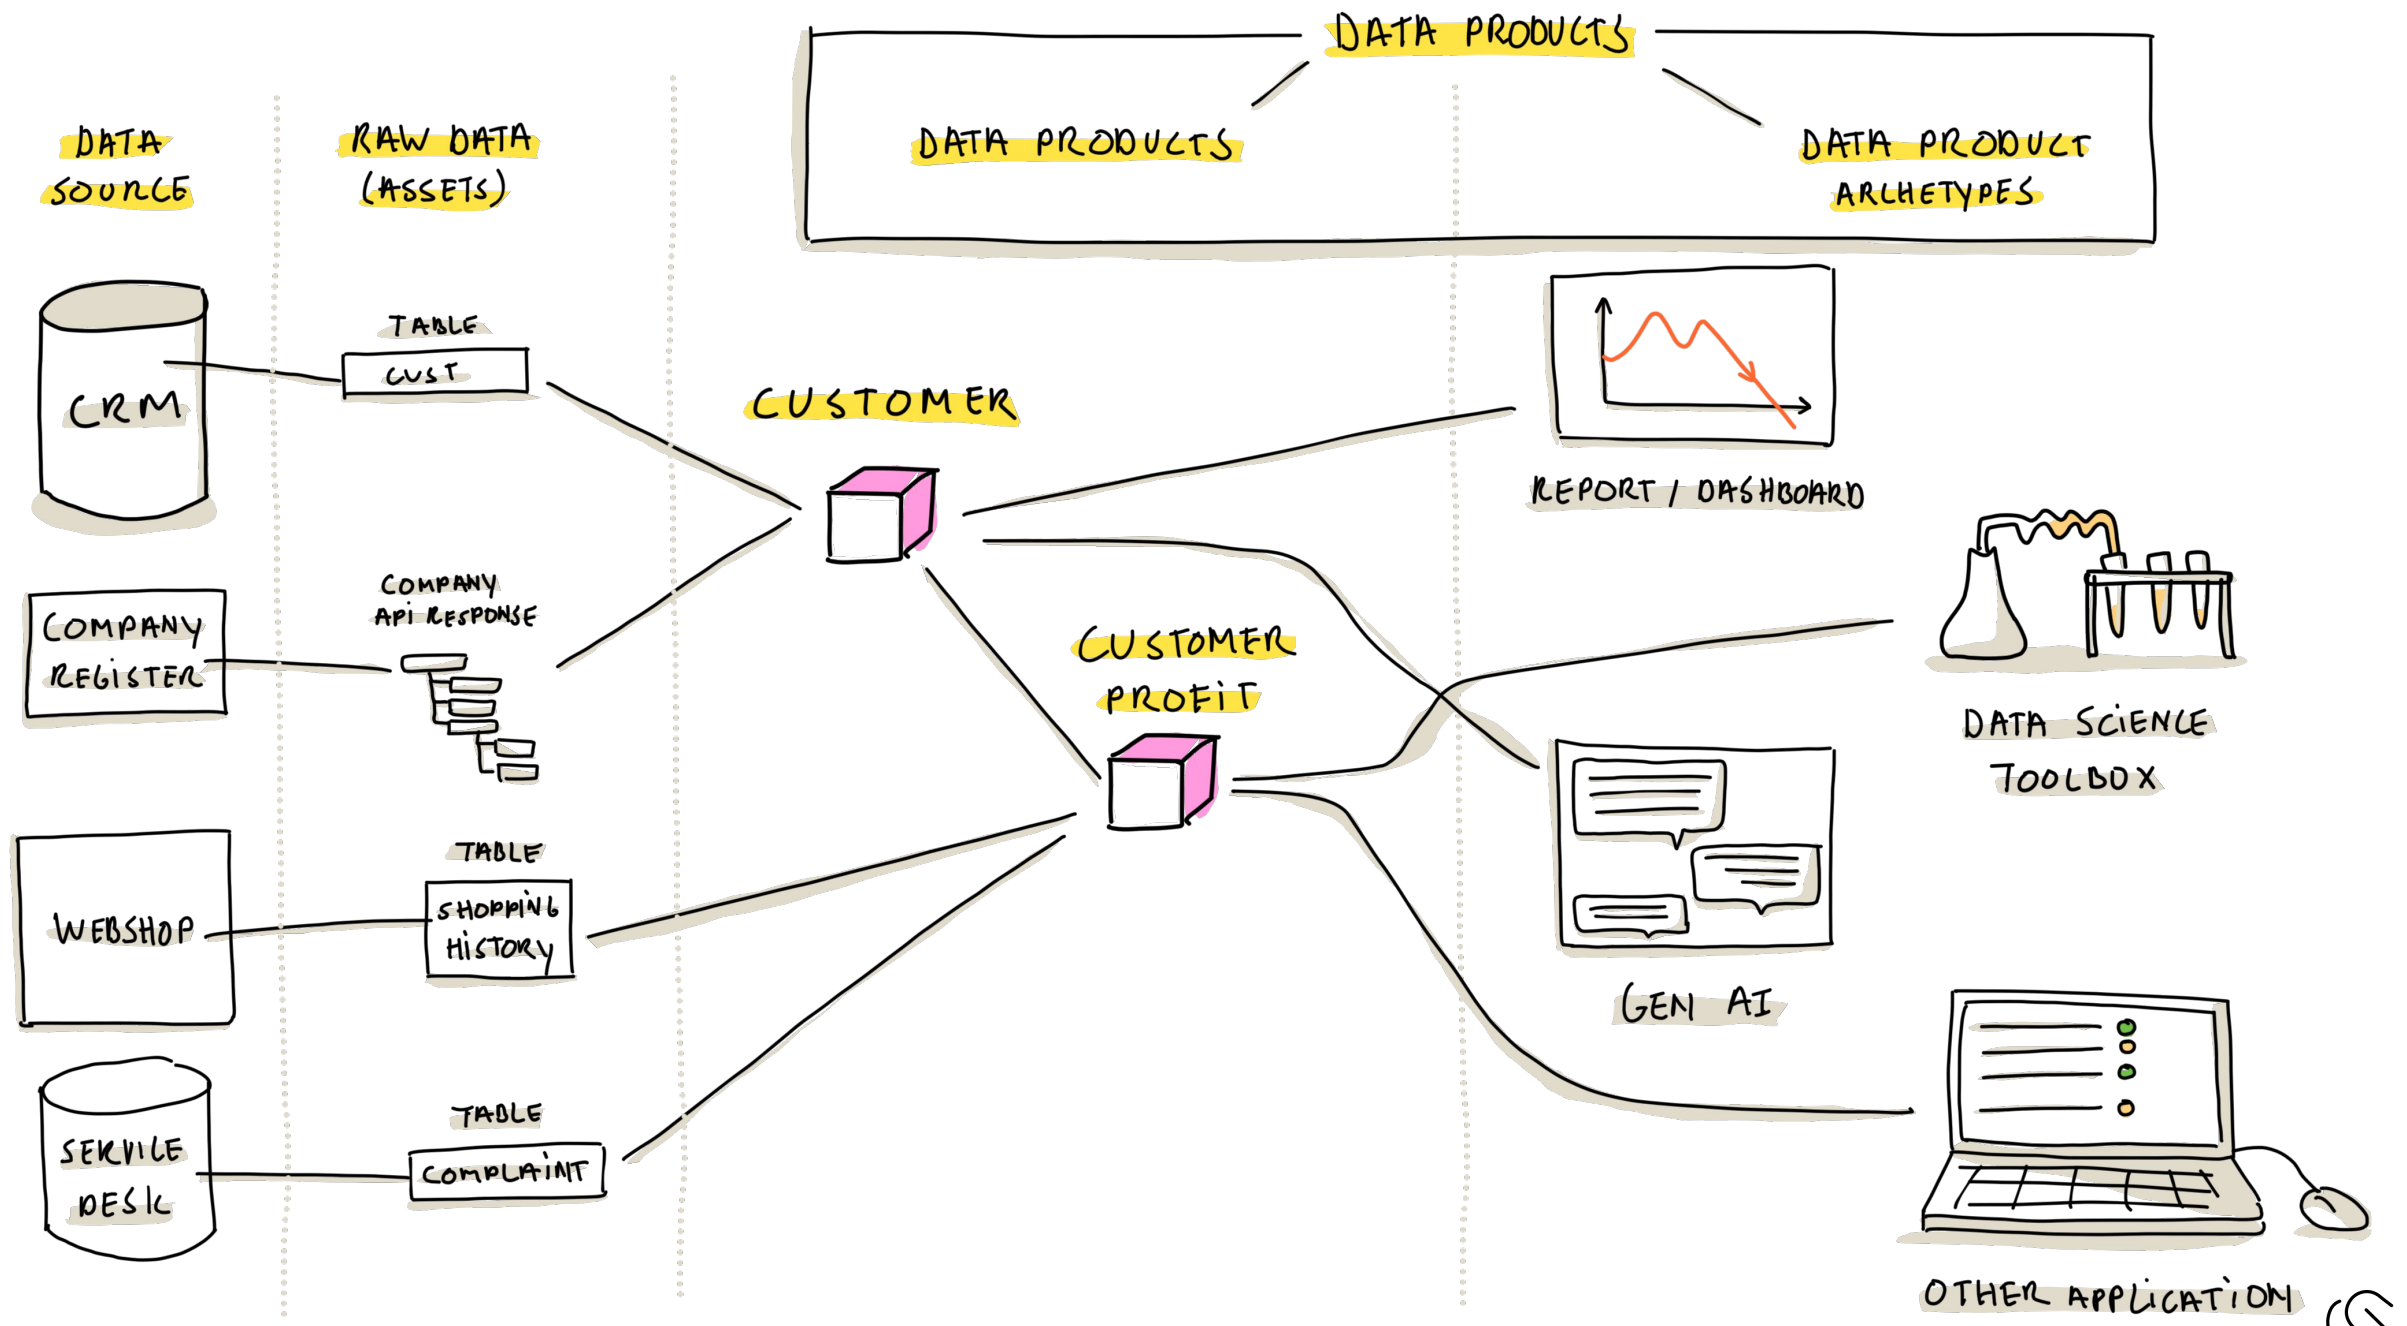 DATA PRODUCTS
DATA
SOURCE
RAW DATA
(ASSETS)
DATA PRODUCTS
DATA PRODUCT
ARCHETYPES
CRM
TABLE
CUST
CUSTOMER
REPORT / DASHBOARD
COMPANY
REGISTER
COMPANY
API RESPONSE
CUSTOMER
PROFIT
DATA SCIENCE
TOOLBOX
WEBSHOP
TABLE
SHOPPING
HISTORY
GEN AI
SERVICE
DESK
TABLE
COMPLAINT
OTHER APPLICATION